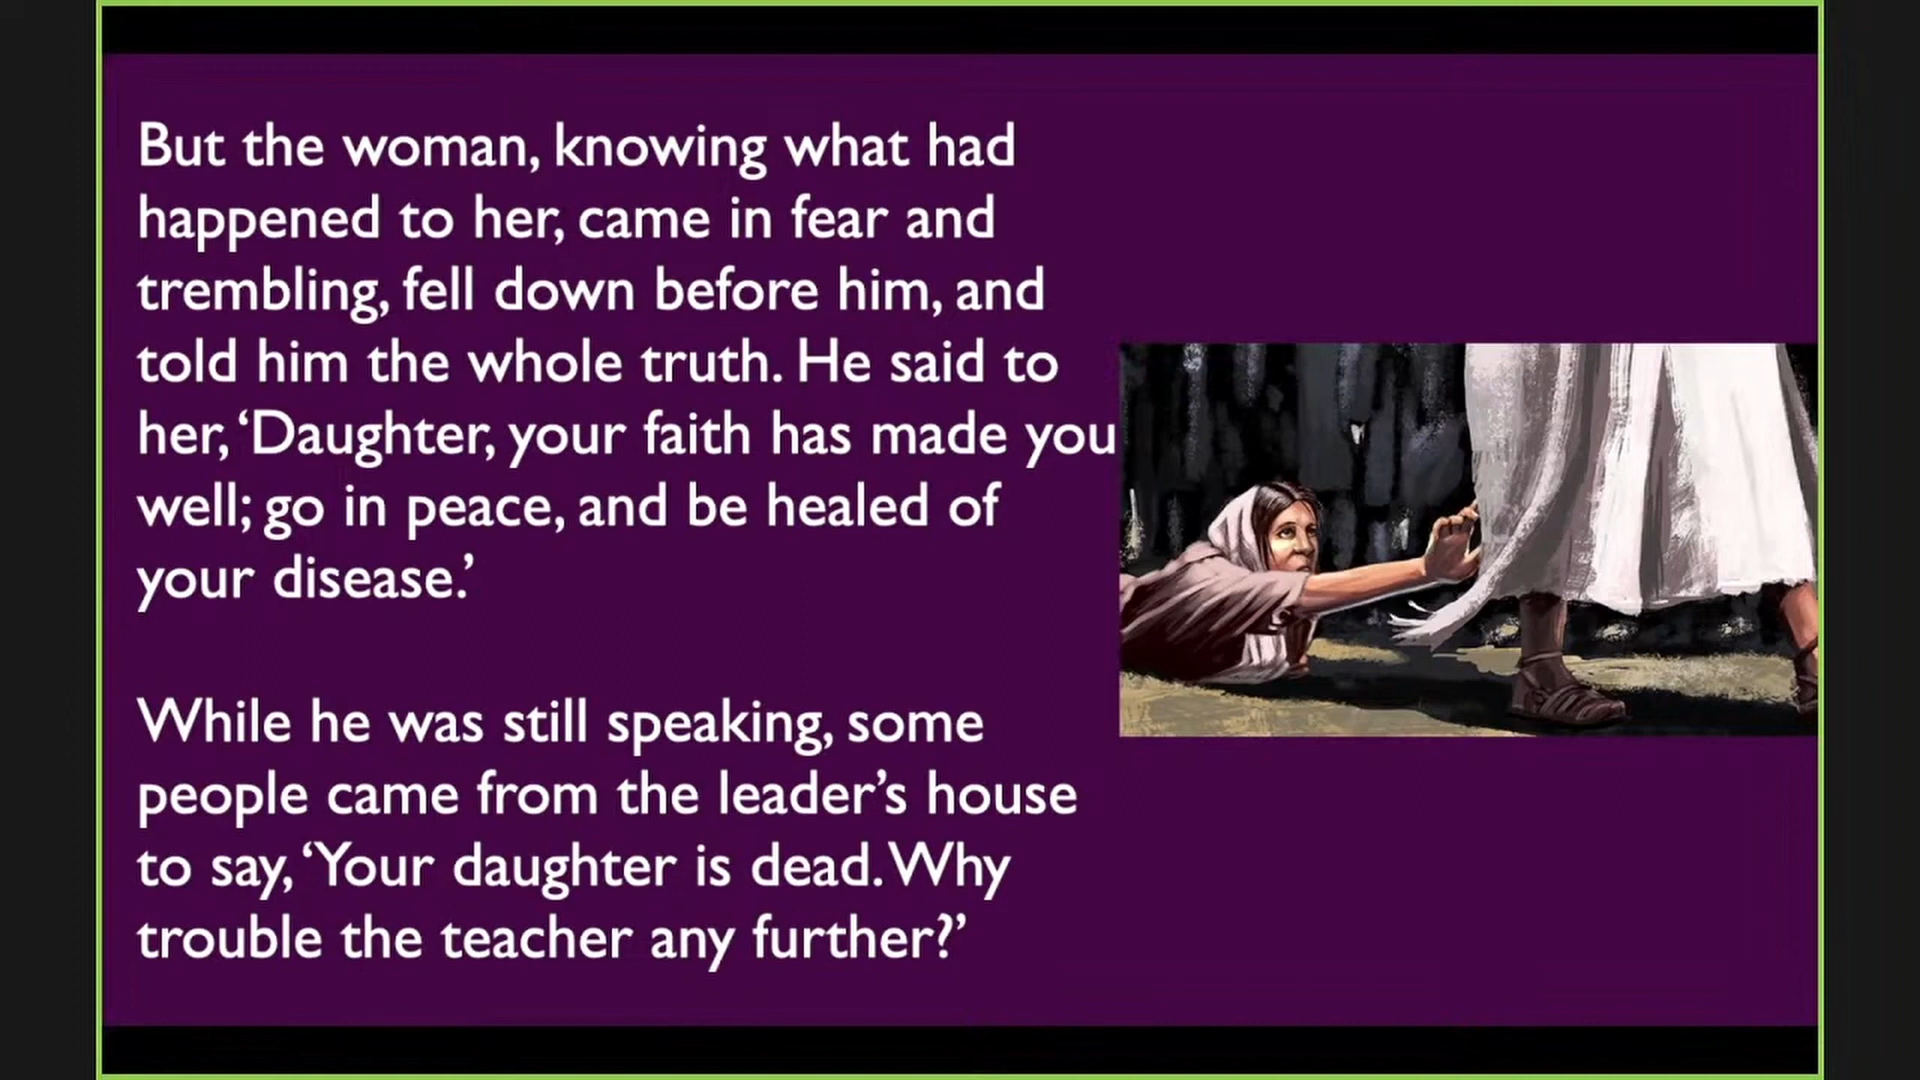 But the woman, knowing what had
happened to her, came in fear and
trembling, fell down before him, and
told him the whole truth. He said to
her, ‘Daughter, your faith has made you
well; go in peace, and be healed of
your disease.’
While he was still speaking, some
people came from the leader’s house
to say, ‘Your daughter is dead. Why
trouble the teacher any further?’